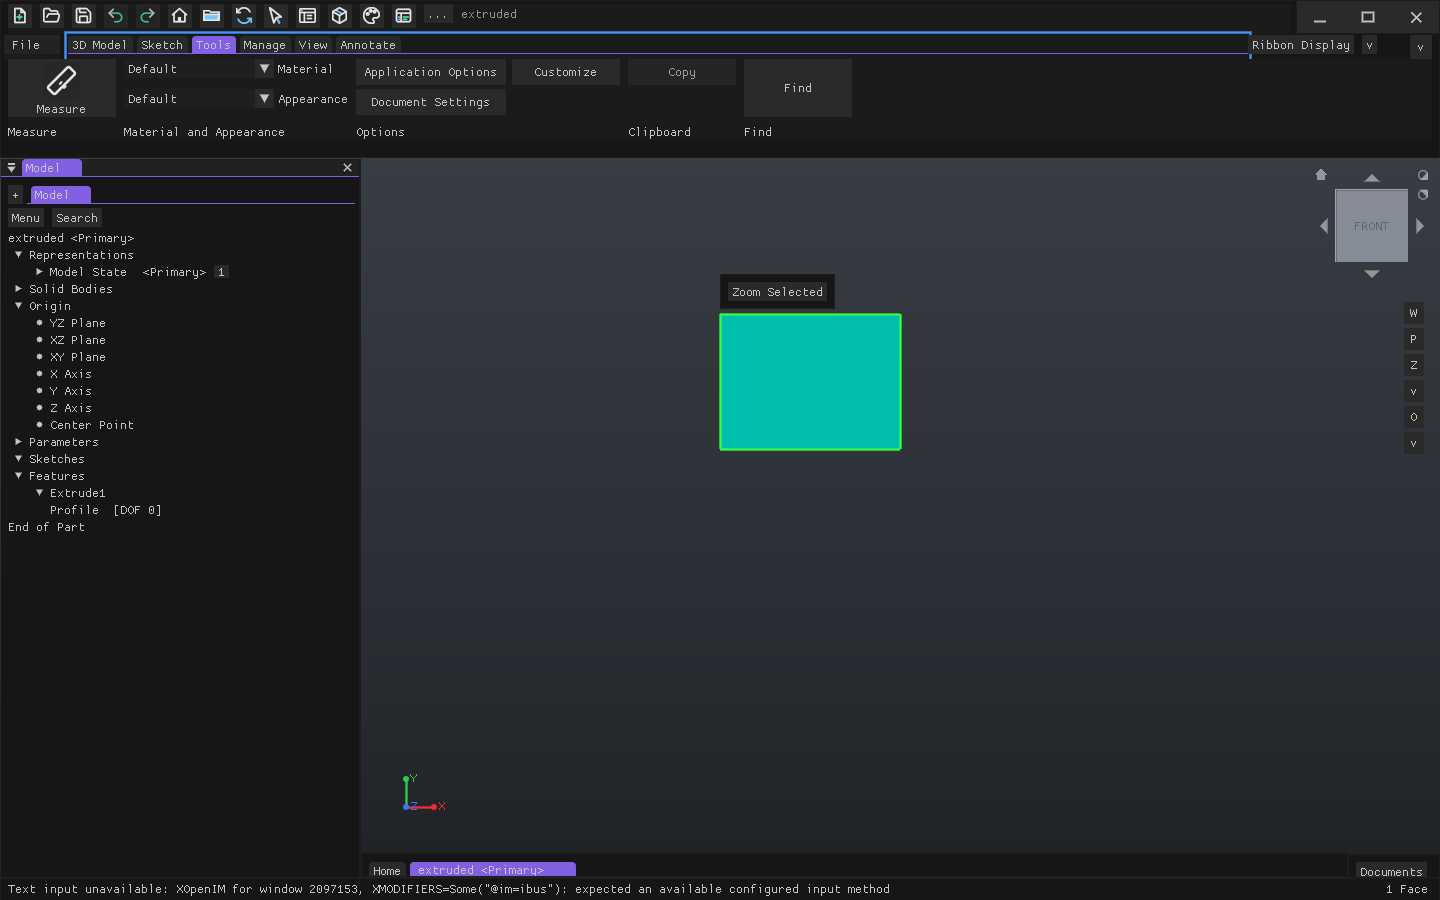 ... extruded
File 3D Model Sketch Tools Manage View Annotate Ribbon Display v v
Measure
Default Material
Default Appearance
Application Options Customize Copy
Document Settings
Find
Measure Material and Appearance Options Clipboard Find
Model
+ Model
Menu Search
extruded <Primary>
Representations
Model State <Primary> 1
Solid Bodies
Origin
YZ Plane
XZ Plane
XY Plane
X Axis
Y Axis
Z Axis
Center Point
Parameters
Sketches
Features
Extrude1
Profile [DOF 0]
End of Part
Zoom Selected
FRONT
W
P
Z
v
O
v
Y
Z X
Home extruded <Primary> Documents
Text input unavailable: XOpenIM for window 2097153, XMODIFIERS=Some("@im=ibus"): expected an available configured input method 1 Face